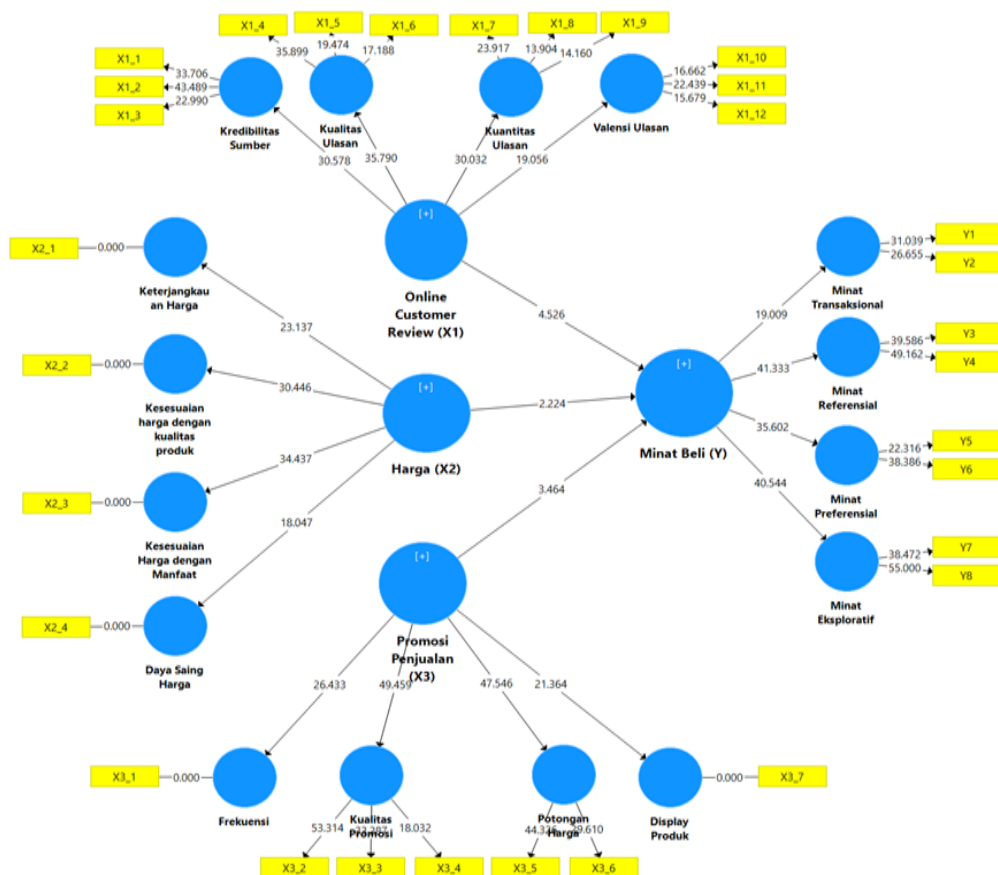 X1_4
X1_5
X1_6
X1_7
X1_8
X1_9
35.899
19.474
17.188
23.917
13.904
14.160
X1_1
X1_2
X1_3
33.706
43.489
22.990
X1_10
X1_11
X1_12
16.662
22.439
15.679
Kredibilitas
Sumber
Kualitas
Ulasan
Kuantitas
Ulasan
Valensi Ulasan
30.578
35.790
30.032
19.056
[+]
Online
Customer
Review (X1)
X2_1
0.000
Keterjangkau
an Harga
23.137
4.526
X2_2
0.000
Kesesuaian
harga dengan
kualitas
produk
30.446
[+]
Harga (X2)
2.224
[+]
Minat Beli (Y)
X2_3
0.000
Kesesuaian
Harga dengan
Manfaat
34.437
X2_4
0.000
Daya Saing
Harga
18.047
3.464
19.009
41.333
35.602
40.544
Minat
Transaksional
31.039
26.655
Y1
Y2
Minat
Referensial
39.586
49.162
Y3
Y4
Minat
Preferensial
22.316
38.386
Y5
Y6
Minat
Eksploratif
38.472
55.000
Y7
Y8
[+]
Promosi
Penjualan
(X3)
26.433
49.459
47.546
21.364
X3_1
0.000
Frekuensi
Kualitas
Promosi
Potongan
Harga
Display
Produk
0.000
X3_7
53.314
18.032
X3_2
X3_3
X3_4
X3_5
X3_6